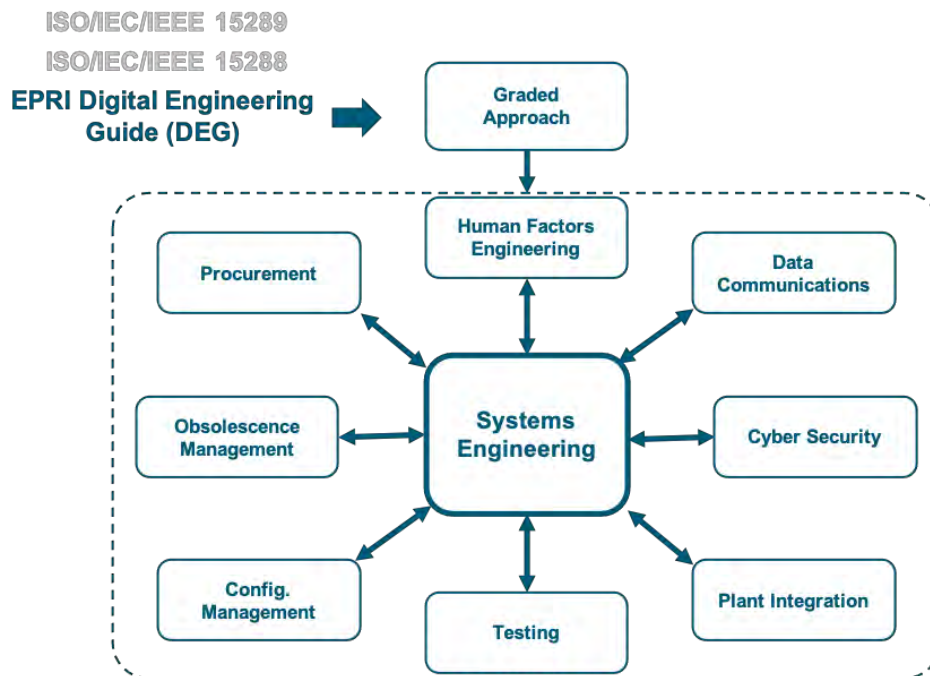 ISO/IEC/IEEE 15289
ISO/IEC/IEEE 15288
EPRI Digital Engineering
Guide (DEG)
Graded
Approach
Human Factors
Engineering
Procurement
Data
Communications
Obsolescence
Management
Systems
Engineering
Cyber Security
Config.
Management
Testing
Plant Integration